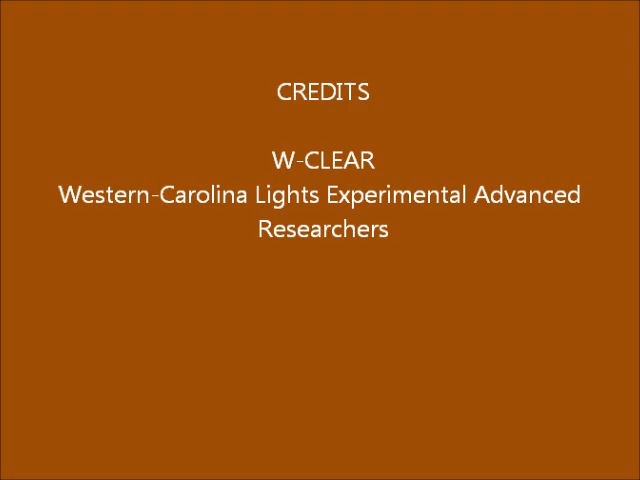 CREDITS
W-CLEAR
Western-Carolina Lights Experimental Advanced
Researchers